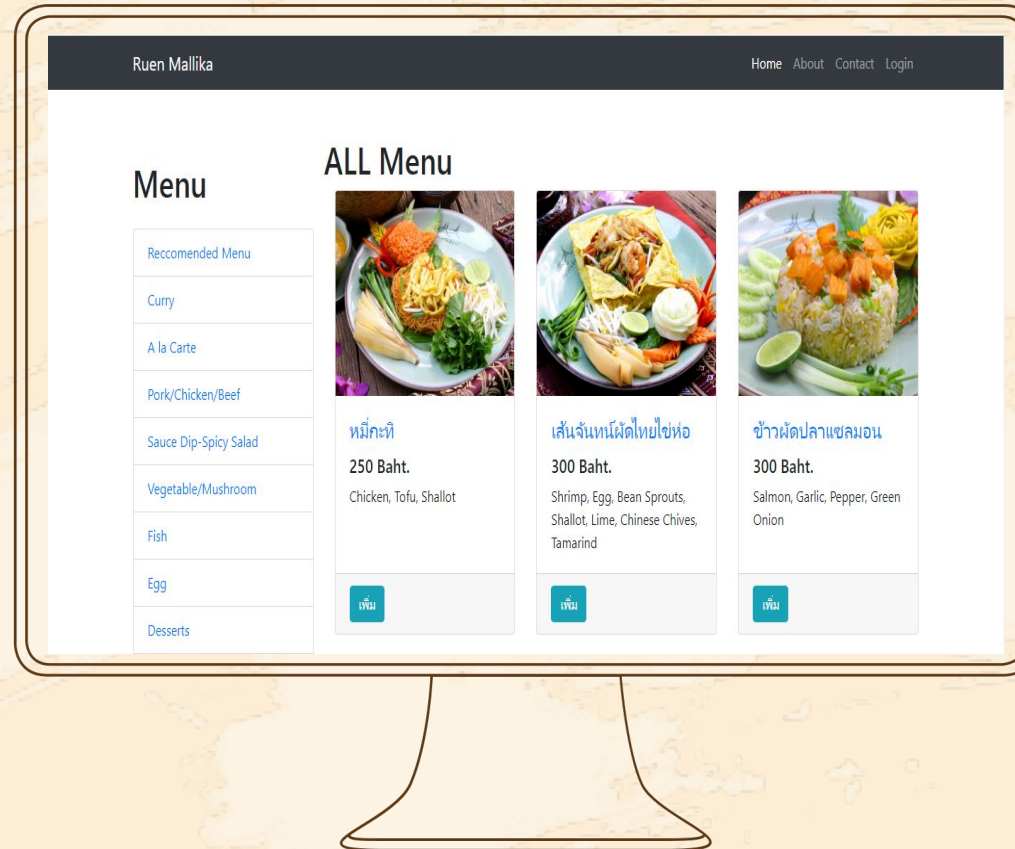 Ruen Mallika
Home About Contact Login
Menu
Reccomended Menu
Curry
A la Carte
Pork/Chicken/Beef
Sauce Dip-Spicy Salad
Vegetable/Mushroom
Fish
Egg
Desserts
ALL Menu
หมี่กะทิ
250 Baht.
Chicken, Tofu, Shallot
เพิ่ม
เส้นจันทน์ผัดไทยไข่ห่อ
300 Baht.
Shrimp, Egg, Bean Sprouts,
Shallot, Lime, Chinese Chives,
Tamarind
เพิ่ม
ข้าวผัดปลาแซลมอน
300 Baht.
Salmon, Garlic, Pepper, Green
Onion
เพิ่ม